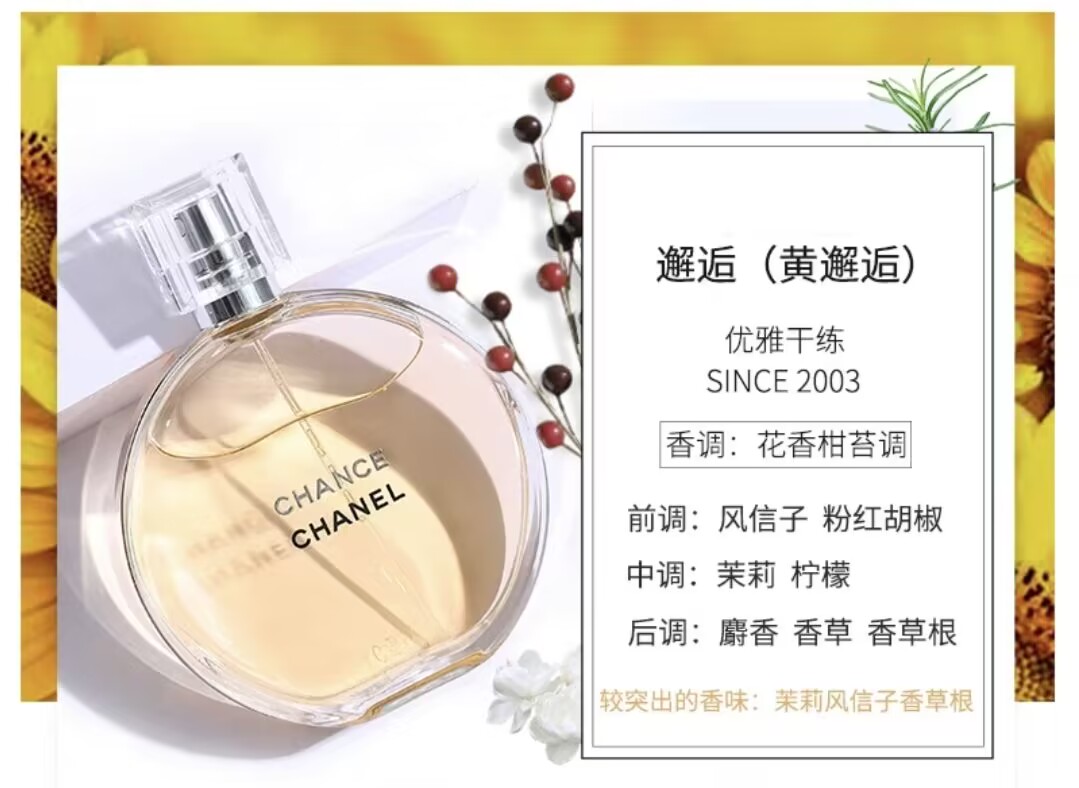 CHANCE
CHANEL
邂逅（黄邂逅）
优雅干练
SINCE 2003
香调：花香柑苔调
前调：风信子 粉红胡椒
中调：茉莉 柠檬
后调：麝香 香草 香草根
较突出的香味：茉莉风信子香草根